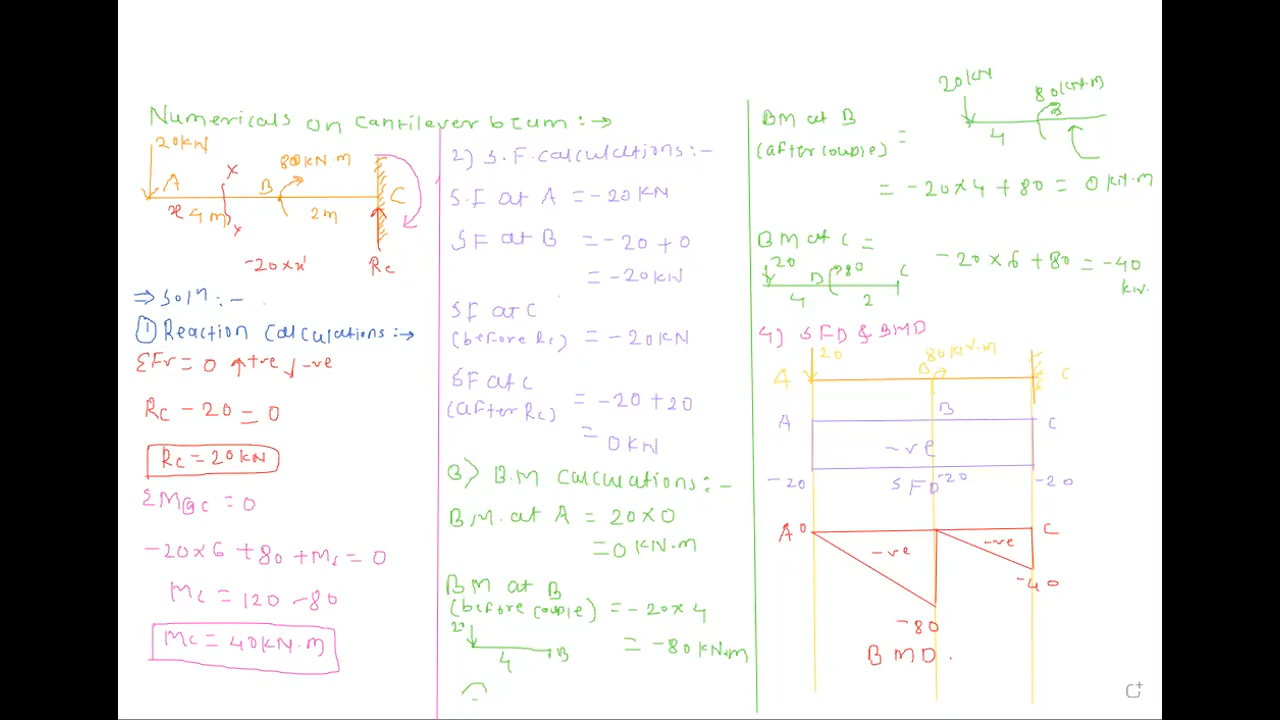 Numericals on cantilever beam :→
20KN
80KN.m
X
A
B
C
x
4m
2m
X
-20×x
Rc
⇒ Soln :-
① Reaction Calculations :→
ΣFv = 0 ↑+ve ↓-ve
Rc - 20 = 0
Rc = 20KN
ΣM@c = 0
-20×6 +80 +Mc = 0
Mc = 120 - 80
Mc = 40KN.m
2) S.F. calculations :-
S.F at A = -20KN
SF at B = -20+0
= -20KN
SF at C
(before Rc) = -20KN
SF at C
(after Rc) = -20+20
= 0KN
3) B.M calculations :-
B.M. at A = 20×0
= 0KN.m
BM at B
(before couple) = -20×4
= -80KN.m
20
4
B
20KN
80KN.m
B
4
BM at B
(after couple) =
= -20×4 +80 = 0 KN.m
BM at C =
-20×6 +80 = -40
KN.
20
B
80
C
4
2
4) SFD & BMD
20
80KN.m
A
B
C
A
B
C
-ve
-20
SFD
-20
-20
A
0
C
-ve
-ve
-40
-80
BMD.